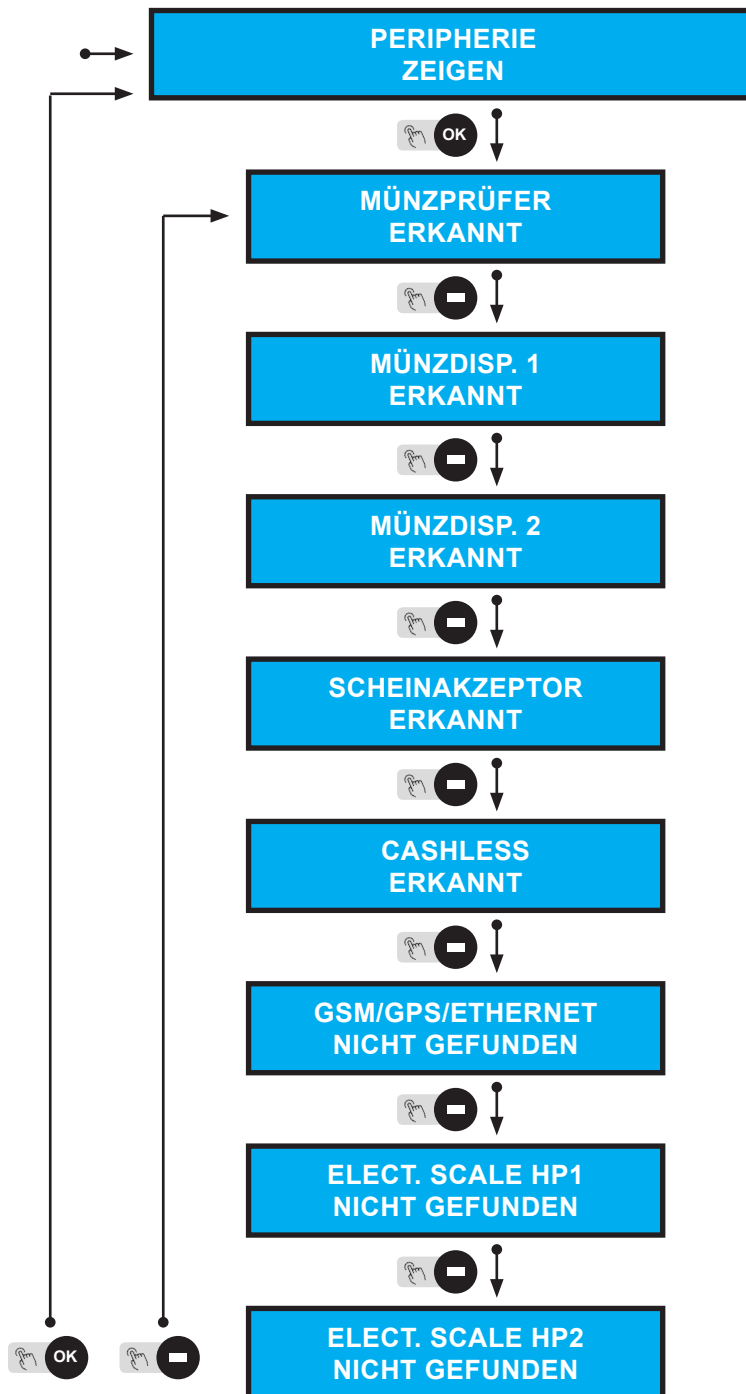 PERIPHERIE
ZEIGEN
OK
MÜNZPRÜFER
ERKANNT
MÜNZDISP. 1
ERKANNT
MÜNZDISP. 2
ERKANNT
SCHEINAKZEPTOR
ERKANNT
CASHLESS
ERKANNT
GSM/GPS/ETHERNET
NICHT GEFUNDEN
ELECT. SCALE HP1
NICHT GEFUNDEN
ELECT. SCALE HP2
NICHT GEFUNDEN
OK